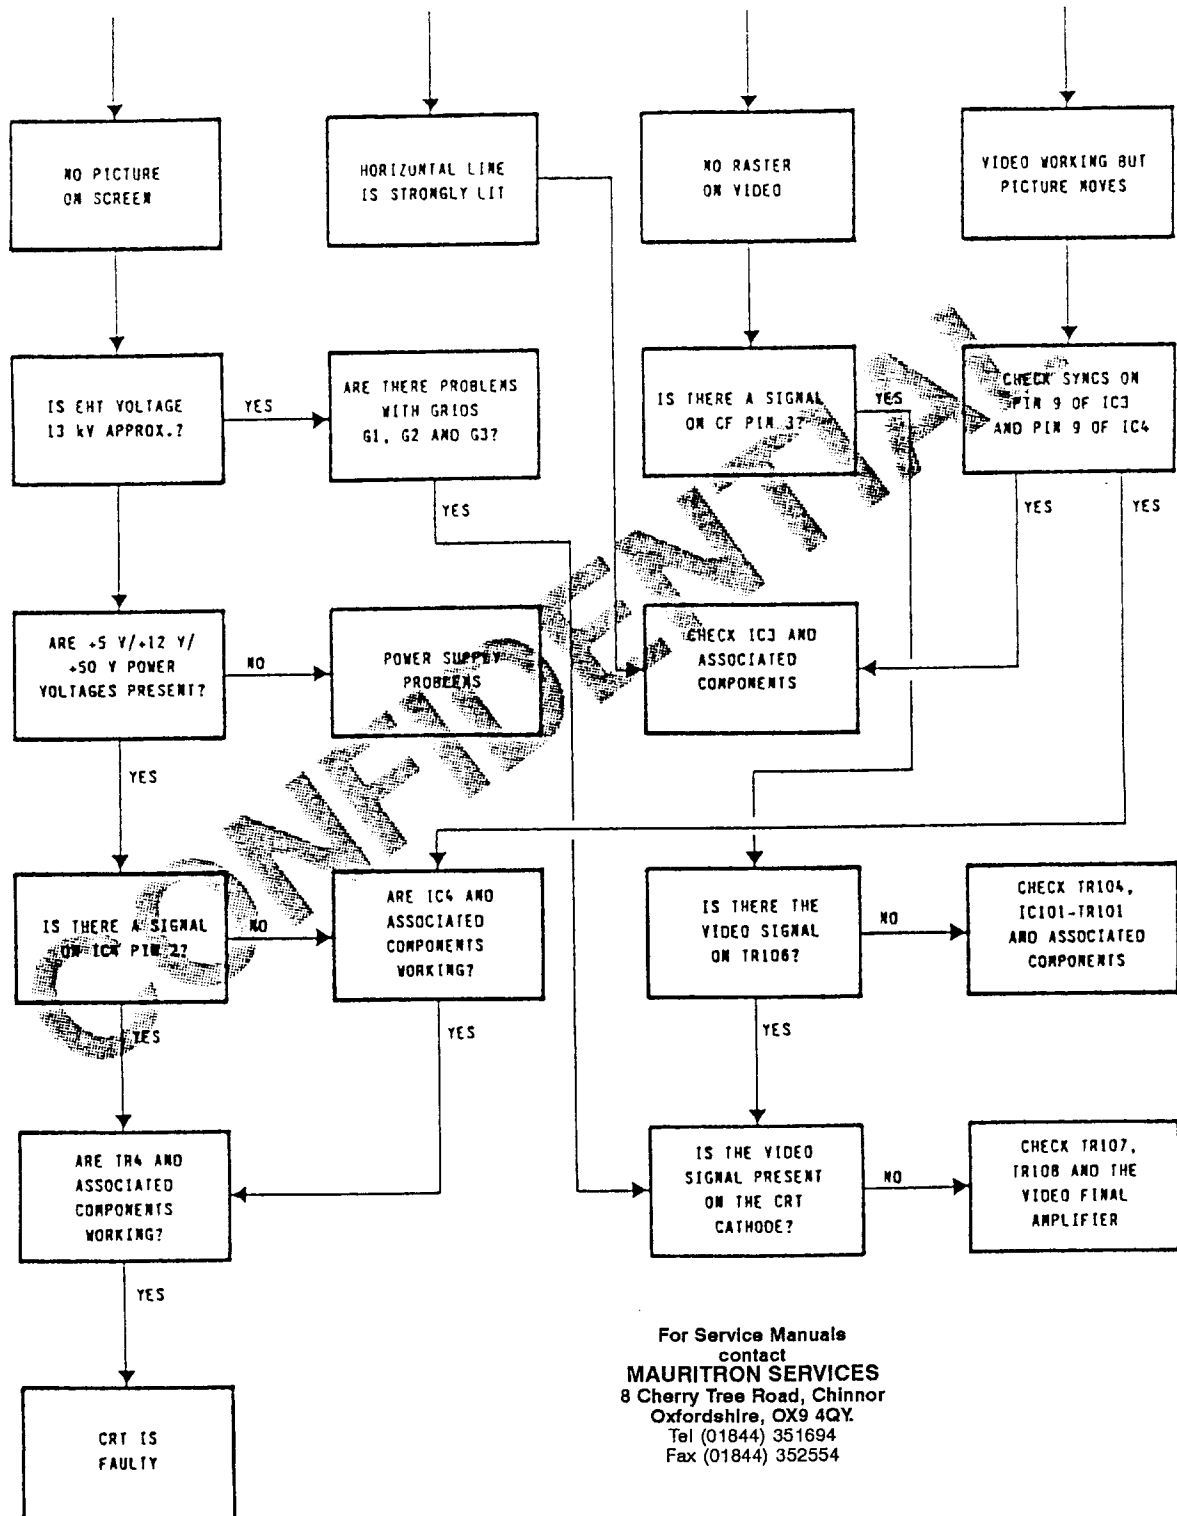 NO PICTURE
ON SCREEN
HORIZONTAL LINE
IS STRONGLY LIT
NO RASTER
ON VIDEO
VIDEO WORKING BUT
PICTURE MOVES
IS EHT VOLTAGE
13 kV APPROX.?
YES
ARE THERE PROBLEMS
WITH GRIDS
G1, G2 AND G3?
YES
IS THERE A SIGNAL
ON CF PIN 3?
YES
CHECK SYNCS ON
PIN 9 OF IC3
AND PIN 9 OF IC4
YES
YES
ARE +5 V/+12 V/
+50 V POWER
VOLTAGES PRESENT?
NO
YES
POWER SUPPLY
PROBLEMS
CHECK IC3 AND
ASSOCIATED
COMPONENTS
IS THERE A SIGNAL
ON IC4 PIN 2?
NO
YES
ARE IC4 AND
ASSOCIATED
COMPONENTS
WORKING?
YES
IS THERE THE
VIDEO SIGNAL
ON TR106?
NO
YES
CHECK TR104,
IC101-TR101
AND ASSOCIATED
COMPONENTS
ARE TR4 AND
ASSOCIATED
COMPONENTS
WORKING?
YES
IS THE VIDEO
SIGNAL PRESENT
ON THE CRT
CATHODE?
NO
CHECK TR107,
TR108 AND THE
VIDEO FINAL
AMPLIFIER
CRT IS
FAULTY
CONFIDENTIAL
For Service Manuals
contact
MAURITRON SERVICES
8 Cherry Tree Road, Chinnor
Oxfordshire, OX9 4QY.
Tel (01844) 351694
Fax (01844) 352554